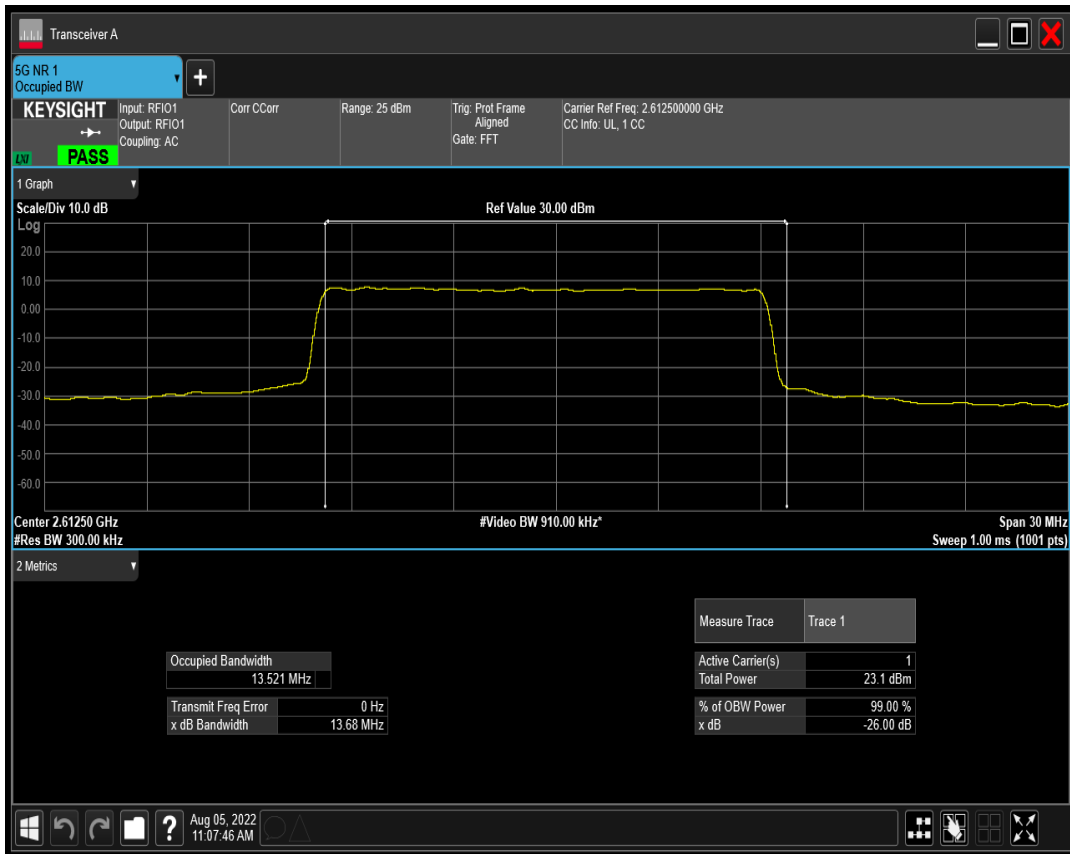 Transceiver A
5G NR 1
Occupied BW
+
KEYSIGHT
LXI
PASS
Input: RFIO1
Output: RFIO1
Coupling: AC
Corr CCorr
Range: 25 dBm
Trig: Prot Frame
Aligned
Gate: FFT
Carrier Ref Freq: 2.612500000 GHz
CC Info: UL, 1 CC
1 Graph
Scale/Div 10.0 dB
Ref Value 30.00 dBm
Log
20.0
10.0
0.00
-10.0
-20.0
-30.0
-40.0
-50.0
-60.0
Center 2.61250 GHz
#Video BW 910.00 kHz*
Span 30 MHz
#Res BW 300.00 kHz
Sweep 1.00 ms (1001 pts)
2 Metrics
Measure Trace Trace 1
Occupied Bandwidth
13.521 MHz
Active Carrier(s) 1
Total Power 23.1 dBm
Transmit Freq Error 0 Hz
x dB Bandwidth 13.68 MHz
% of OBW Power 99.00 %
x dB -26.00 dB
?
Aug 05, 2022
11:07:46 AM